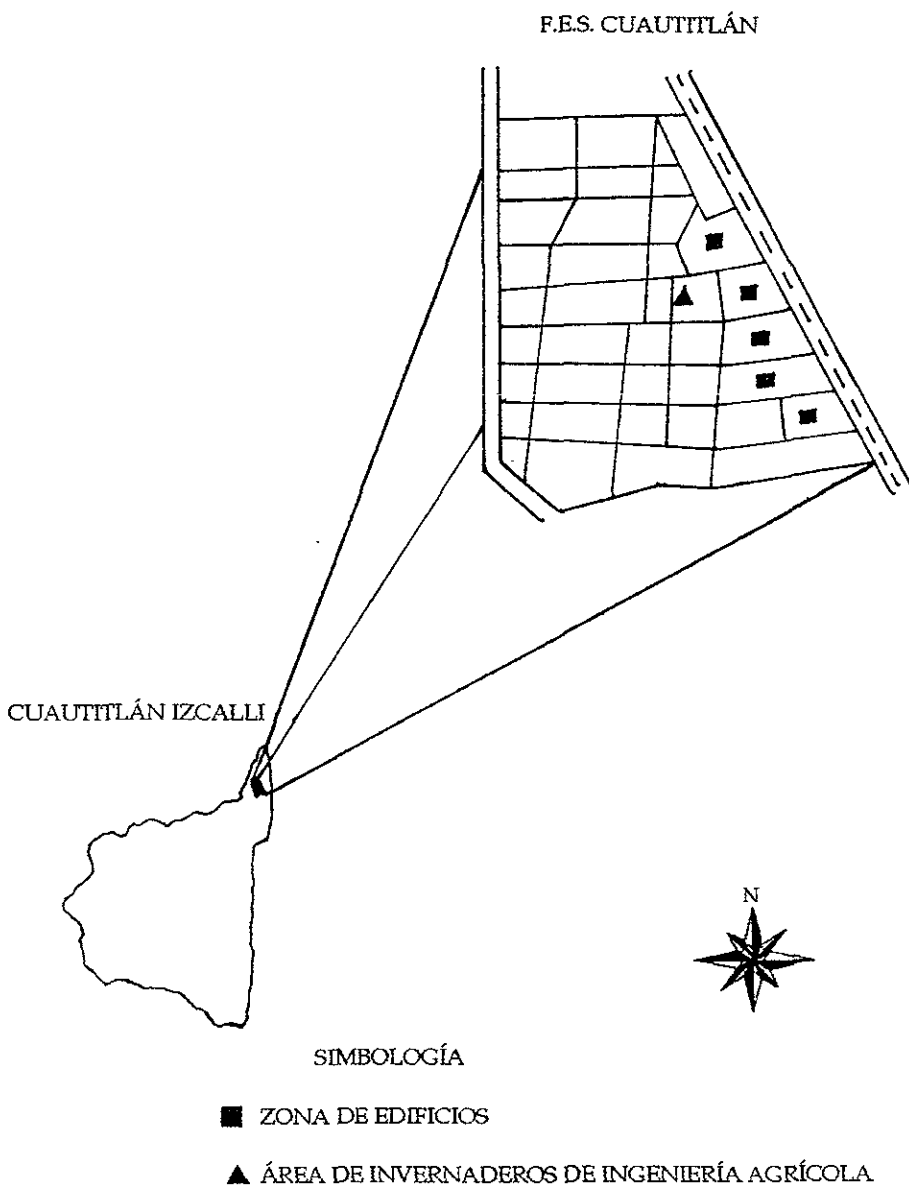 F.E.S. CUAUTITLÁN
CUAUTITLÁN IZCALLI
N
SIMBOLOGÍA
ZONA DE EDIFICIOS
ÁREA DE INVERNADEROS DE INGENIERÍA AGRÍCOLA